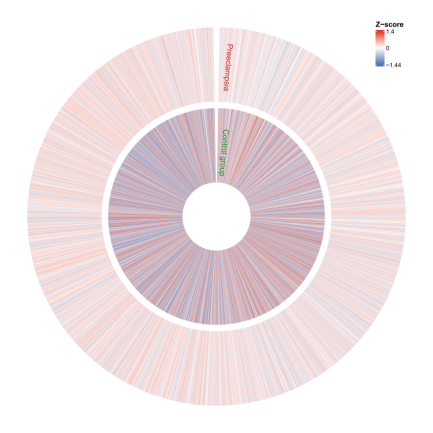 Z-score
1.4
0
−1.44
Preeclampsia
Control group